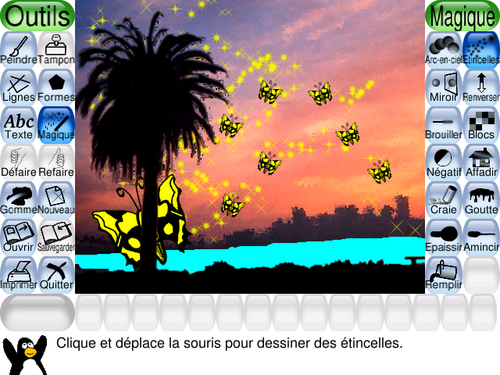 Outils
Magique
Peindre Tampon
Arc-en-ciel Étincelles
Lignes Formes
Miroir Renverser
Abc
Texte Magique
Brouiller Blocs
Défaire Refaire
Négatif Affadir
Gomme Nouveau
Craie Goutte
Ouvrir Sauvegarder
Epaissir Amincir
Imprimer Quitter
Remplir
Clique et déplace la souris pour dessiner des étincelles.